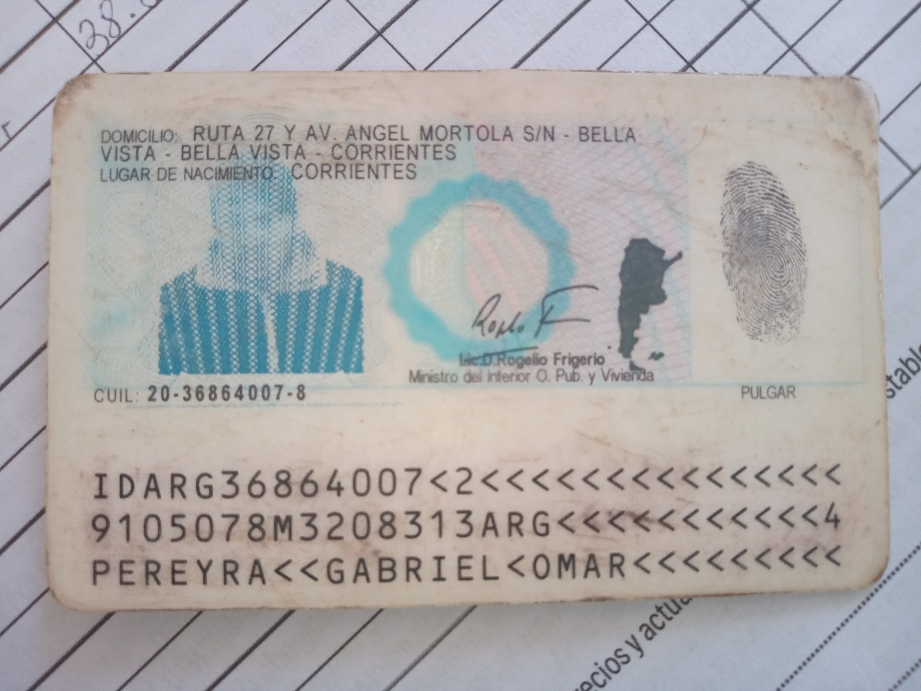 38.
DOMICILIO: RUTA 27 Y AV. ANGEL MORTOLA S/N - BELLA
VISTA - BELLA VISTA - CORRIENTES
LUGAR DE NACIMIENTO: CORRIENTES
Lic.D.Rogelio Frigerio
Ministro del Interior O. Pub. y Vivienda
CUIL: 20-36864007-8
PULGAR
IDARG36864007<2<<<<<<<<<<<<<<<
9105078M3208313ARG<<<<<<<<<<<4
PEREYRA<<GABRIEL<OMAR<<<<<<<<<